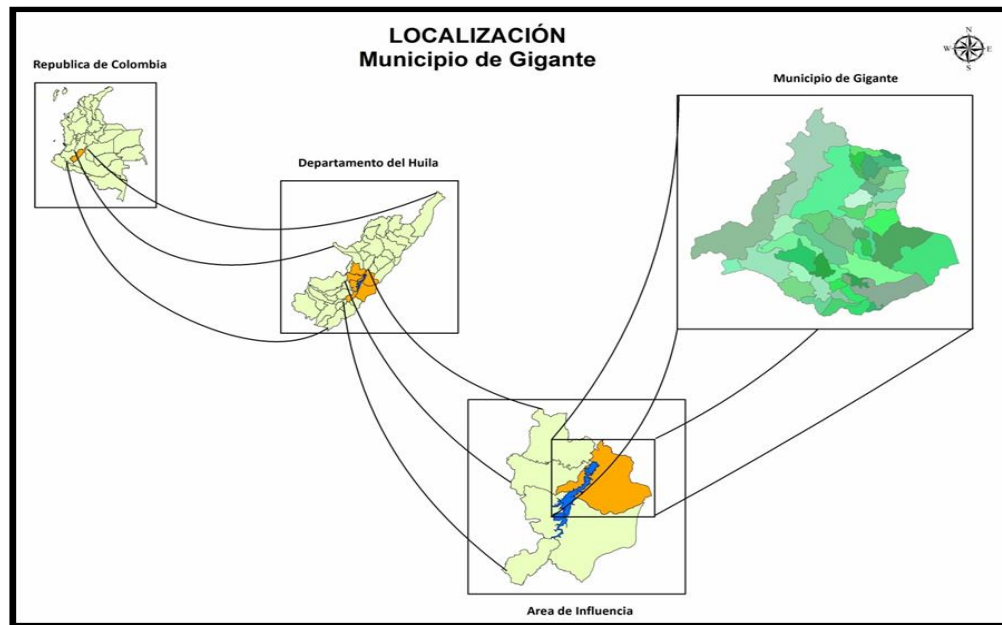 LOCALIZACIÓN
Municipio de Gigante
N
W
E
S
Republica de Colombia
Municipio de Gigante
Departamento del Huila
Area de Influencia